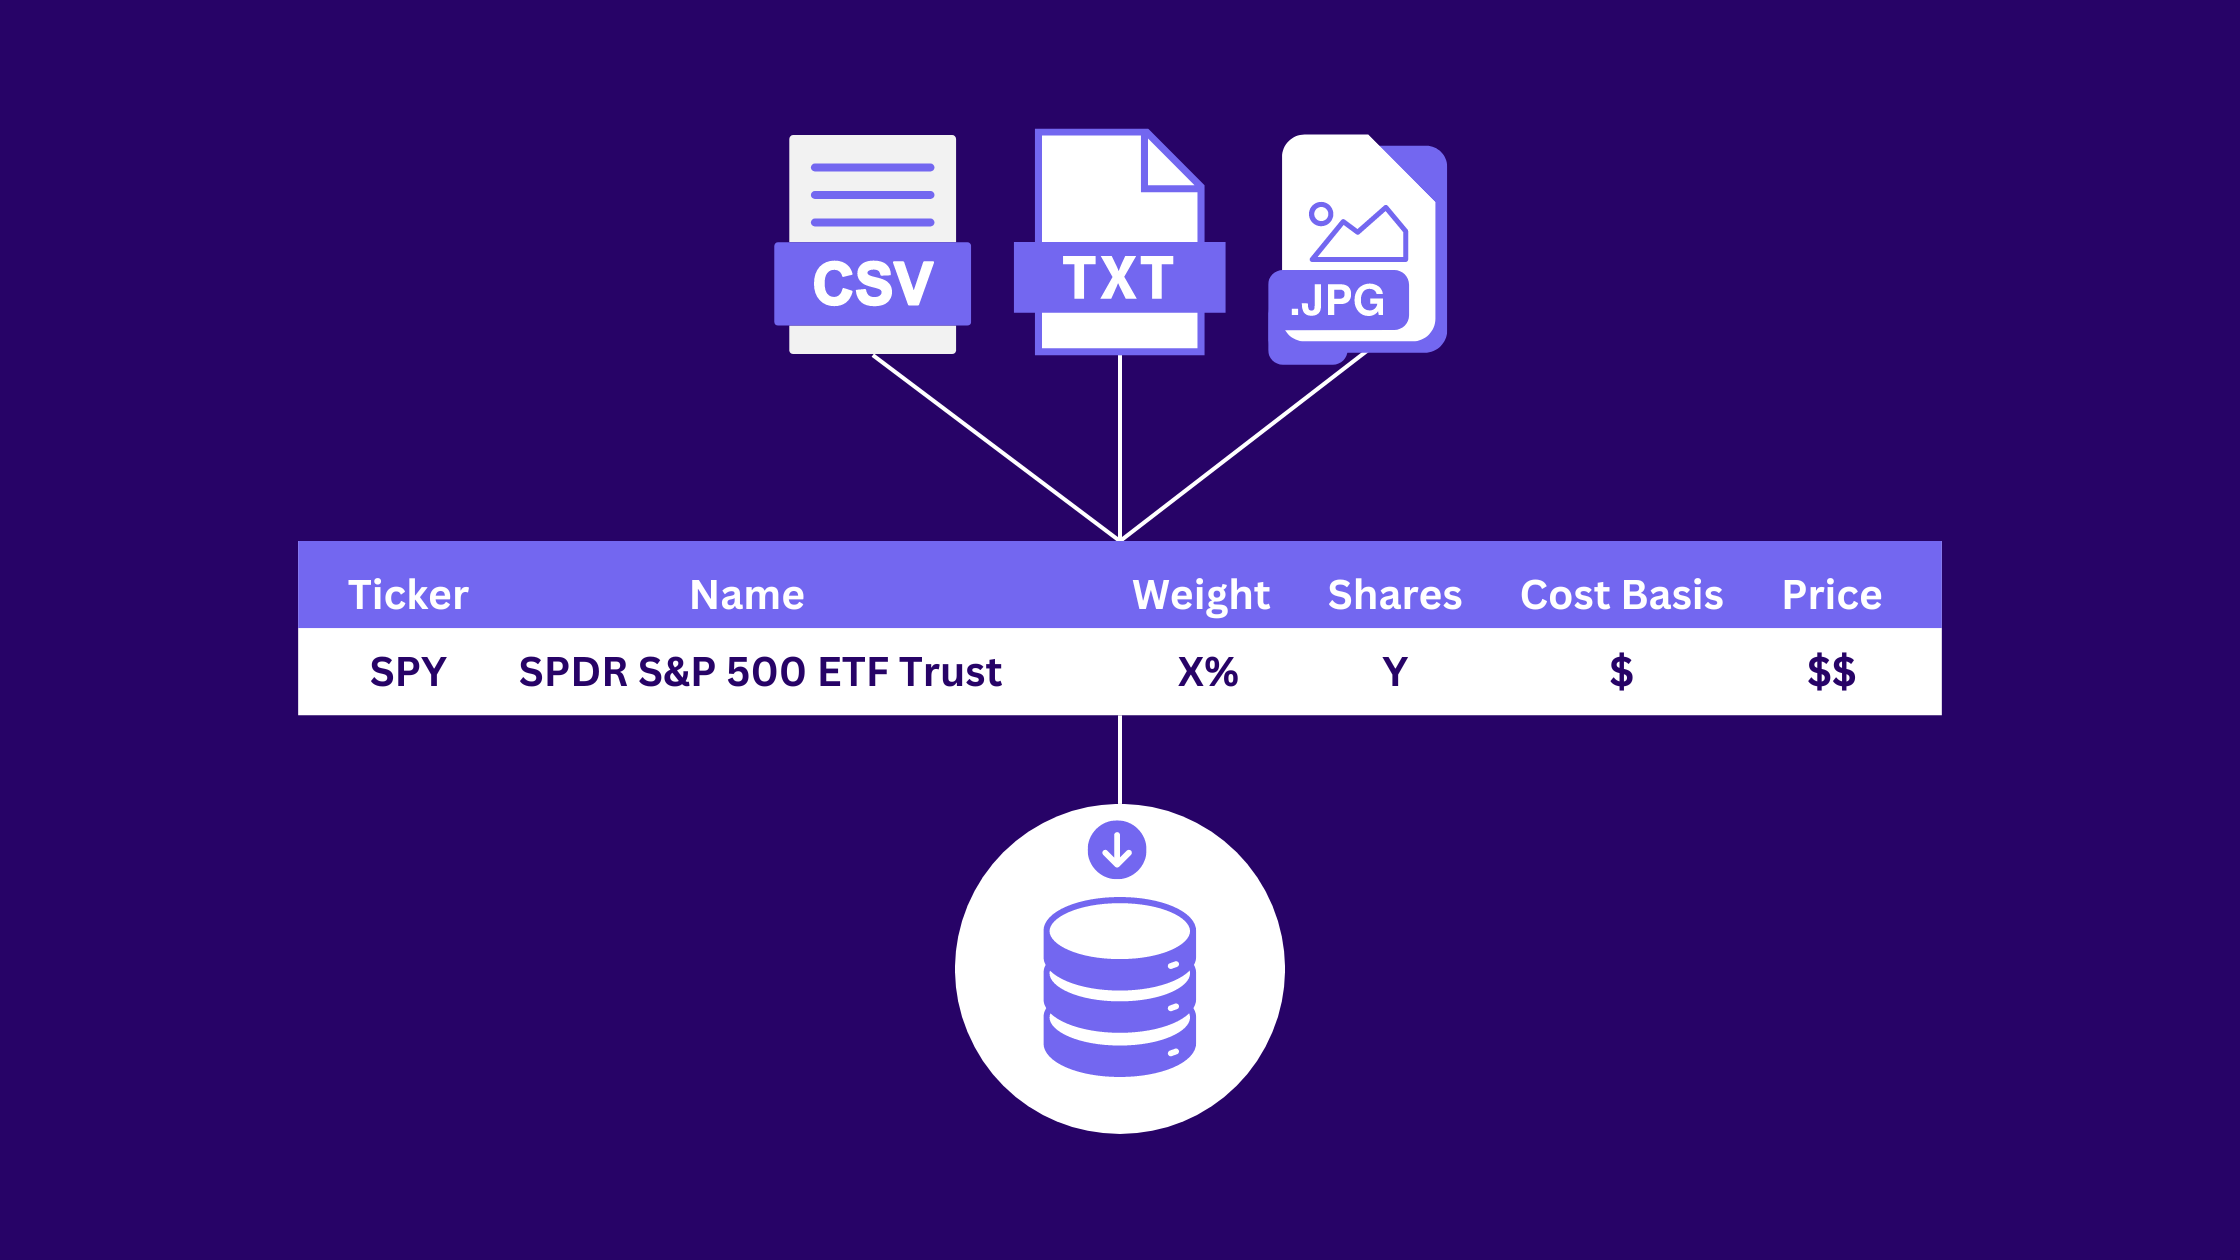 CSV TXT .JPG
Ticker Name Weight Shares Cost Basis Price
SPY SPDR S&P 500 ETF Trust X% Y $ $$